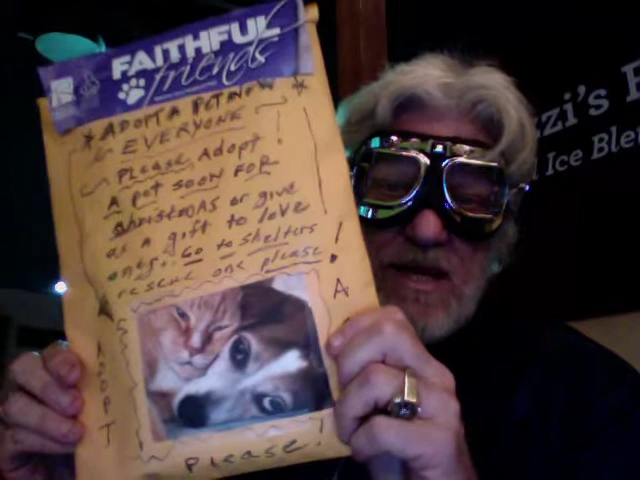 FAITHFUL
friends
* ADOPT A PET NOW *
EVERYONE
PLEASE Adopt !
A Pet SOON FOR
Christmas or give
as a gift to love
ones.. Go to Shelters
rescue one please!
A
ADOPT
please!
zzi's
Ice Ble